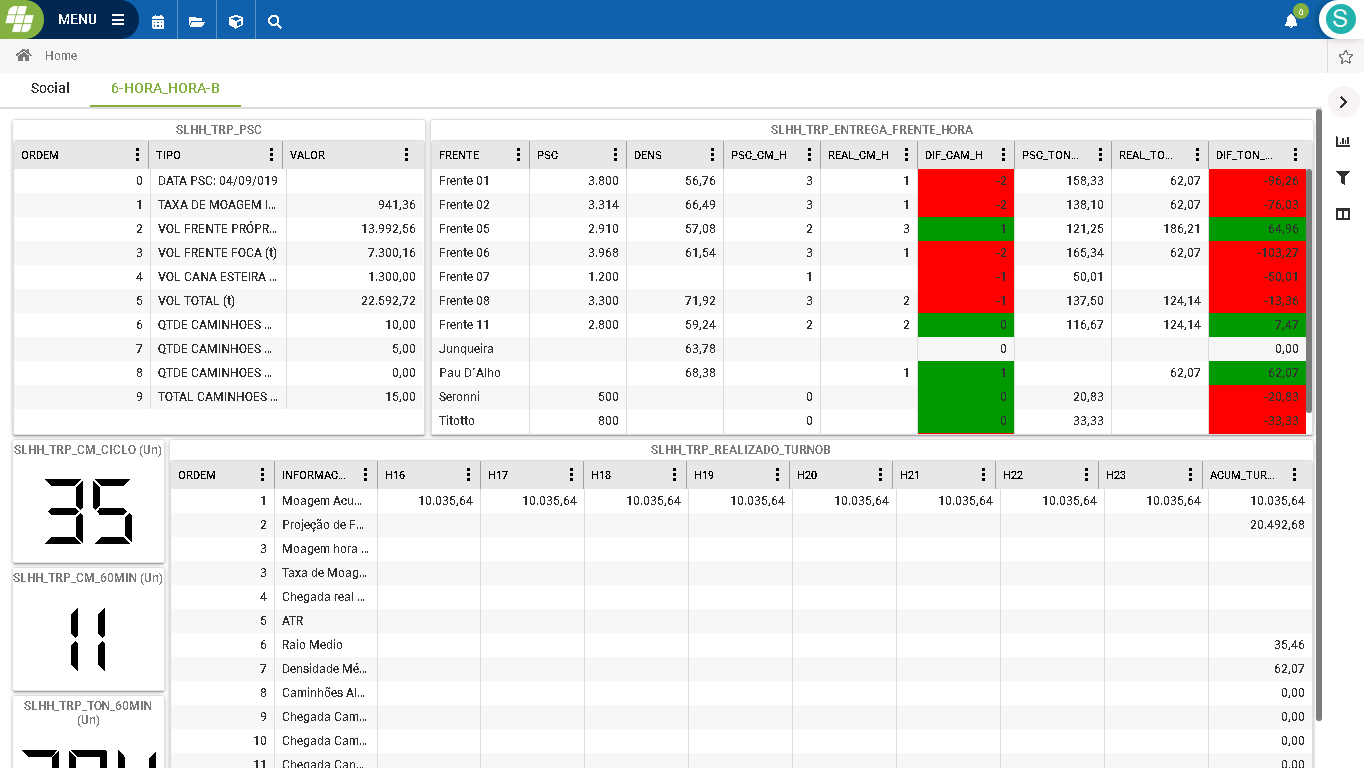 MENU
0
S
Home
Social 6-HORA_HORA-B
SLHH_TRP_PSC
ORDEM TIPO VALOR
0 DATA PSC: 04/09/019
1 TAXA DE MOAGEM I... 941,36
2 VOL FRENTE PRÓPR... 13.992,56
3 VOL FRENTE FOCA (t) 7.300,16
4 VOL CANA ESTEIRA ... 1.300,00
5 VOL TOTAL (t) 22.592,72
6 QTDE CAMINHOES ... 10,00
7 QTDE CAMINHOES ... 5,00
8 QTDE CAMINHOES ... 0,00
9 TOTAL CAMINHOES ... 15,00
SLHH_TRP_ENTREGA_FRENTE_HORA
FRENTE PSC DENS PSC_CM_H REAL_CM_H DIF_CAM_H PSC_TON... REAL_TO... DIF_TON_...
Frente 01 3.800 56,76 3 1 -2 158,33 62,07 -96,26
Frente 02 3.314 66,49 3 1 -2 138,10 62,07 -76,03
Frente 05 2.910 57,08 2 3 1 121,25 186,21 64,96
Frente 06 3.968 61,54 3 1 -2 165,34 62,07 -103,27
Frente 07 1.200 1 -1 50,01 -50,01
Frente 08 3.300 71,92 3 2 -1 137,50 124,14 -13,36
Frente 11 2.800 59,24 2 2 0 116,67 124,14 7,47
Junqueira 63,78 0 0,00
Pau D´Alho 68,38 1 1 62,07 62,07
Seronni 500 0 0 20,83 -20,83
Titotto 800 0 0 33,33 -33,33
SLHH_TRP_CM_CICLO (Un)
35
SLHH_TRP_CM_60MIN (Un)
11
SLHH_TRP_TON_60MIN
(Un)
SLHH_TRP_REALIZADO_TURNOB
ORDEM INFORMAC... H16 H17 H18 H19 H20 H21 H22 H23 ACUM_TUR...
1 Moagem Acu... 10.035,64 10.035,64 10.035,64 10.035,64 10.035,64 10.035,64 10.035,64 10.035,64 10.035,64
2 Projeção de F... 20.492,68
3 Moagem hora ...
3 Taxa de Moag...
4 Chegada real ...
5 ATR
6 Raio Medio 35,46
7 Densidade Mé... 62,07
8 Caminhões Al... 0,00
9 Chegada Cam... 0,00
10 Chegada Cam... 0,00
11 Chegada Can... 0,00